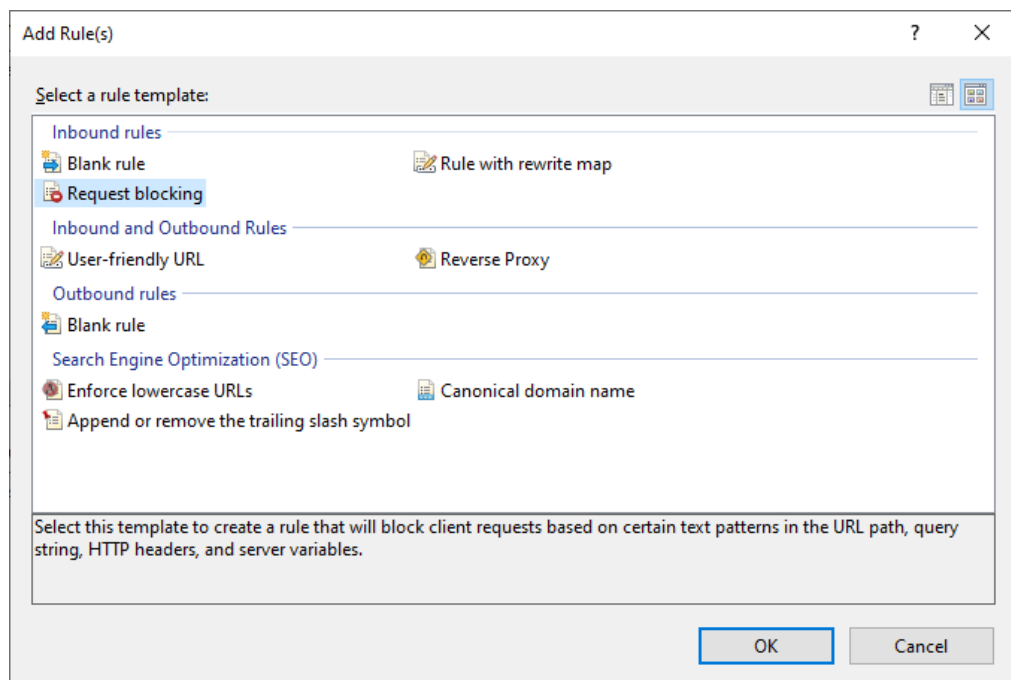 Add Rule(s)
?
Select a rule template:
Inbound rules
Blank rule
Rule with rewrite map
Request blocking
Inbound and Outbound Rules
User-friendly URL
Reverse Proxy
Outbound rules
Blank rule
Search Engine Optimization (SEO)
Enforce lowercase URLs
Canonical domain name
Append or remove the trailing slash symbol
Select this template to create a rule that will block client requests based on certain text patterns in the URL path, query
string, HTTP headers, and server variables.
OK
Cancel